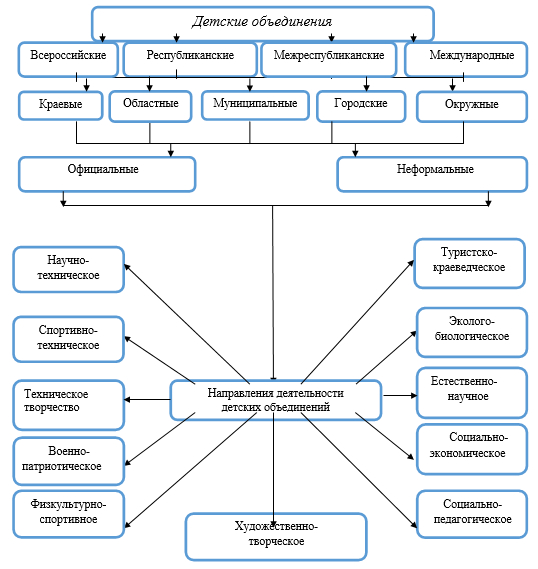 Детские объединения
Всероссийские
Республиканские
Межреспубликанские
Международные
Краевые
Областные
Муниципальные
Городские
Окружные
Официальные
Неформальные
Научно-
техническое
Туристско-
краеведческое
Спортивно-
техническое
Эколого-
биологическое
Техническое
творчество
Направления деятельности
детских объединений
Естественно-
научное
Военно-
патриотическое
Социально-
экономическое
Физкультурно-
спортивное
Художественно-
творческое
Социально-
педагогическое